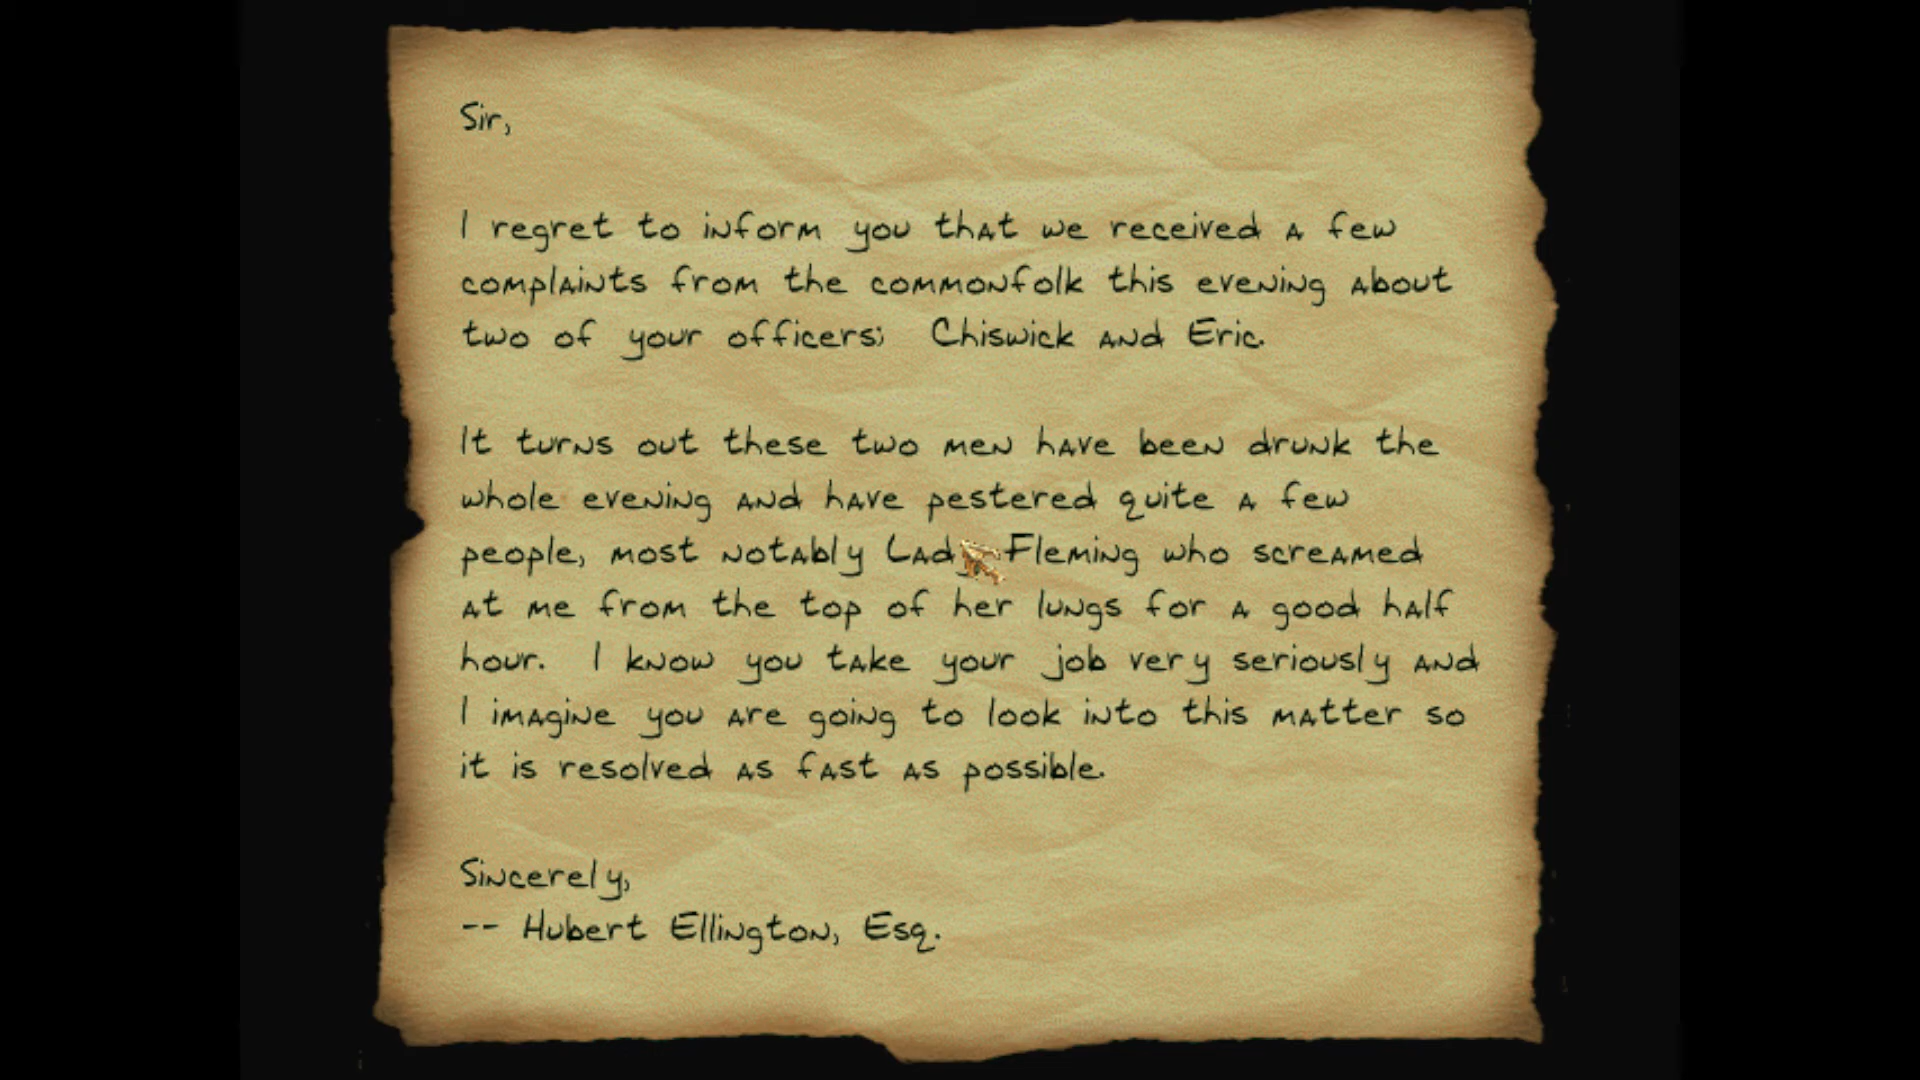 Sir,
I regret to inform you that we received a few
complaints from the commonfolk this evening about
two of your officers; Chiswick and Eric.
It turns out these two men have been drunk the
whole evening and have pestered quite a few
people, most notably Lady Fleming who screamed
at me from the top of her lungs for a good half
hour. I know you take your job very seriously and
I imagine you are going to look into this matter so
it is resolved as fast as possible.
Sincerely,
-- Hubert Ellington, Esq.